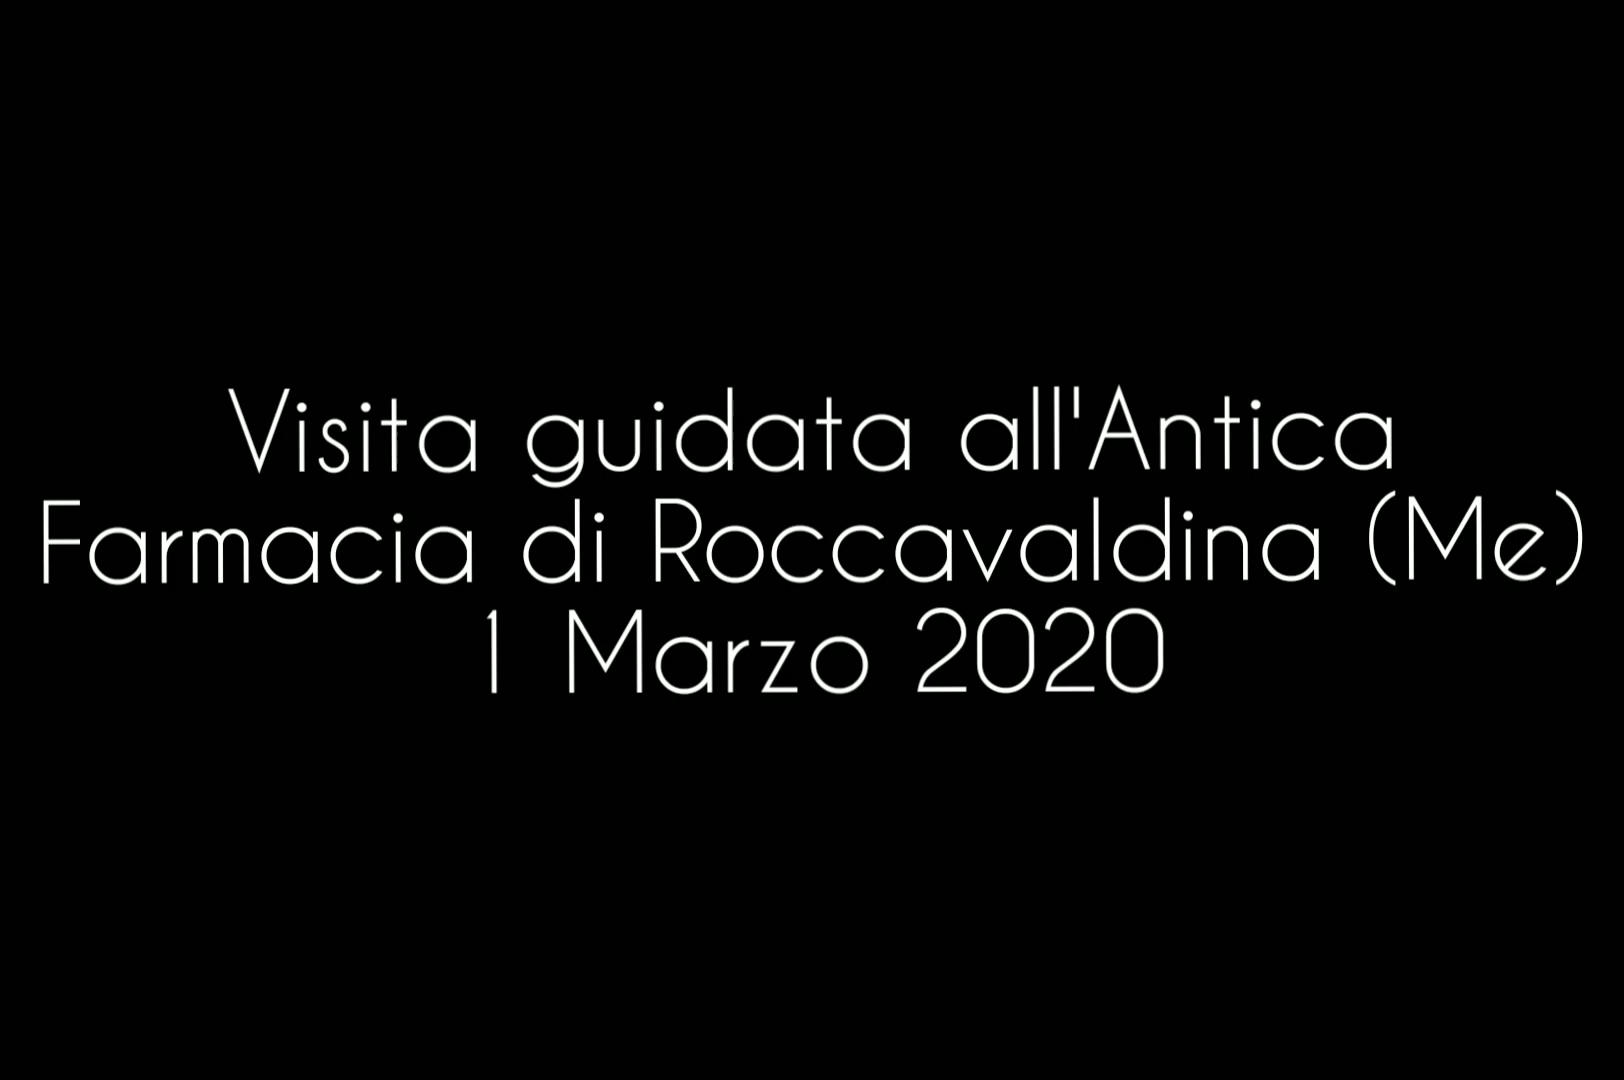 Visita guidata all'Antica
Farmacia di Roccavaldina (Me)
1 Marzo 2020